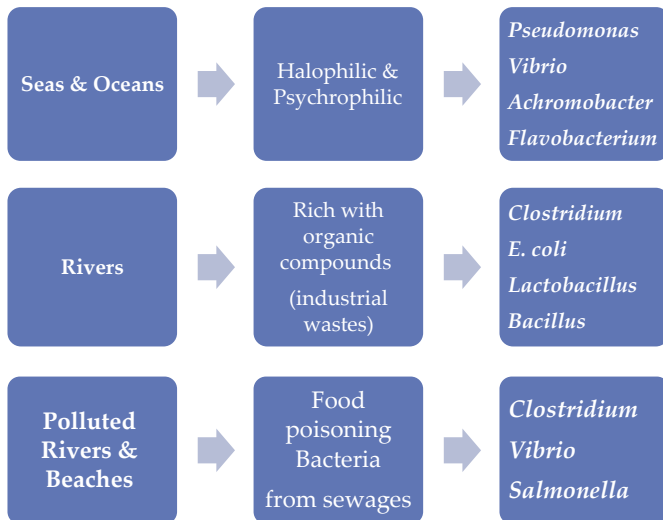 Seas & Oceans
Halophilic &
Psychrophilic
Pseudomonas
Vibrio
Achromobacter
Flavobacterium
Rivers
Rich with
organic
compounds
(industrial
wastes)
Clostridium
E. coli
Lactobacillus
Bacillus
Polluted
Rivers &
Beaches
Food
poisoning
Bacteria
from sewages
Clostridium
Vibrio
Salmonella